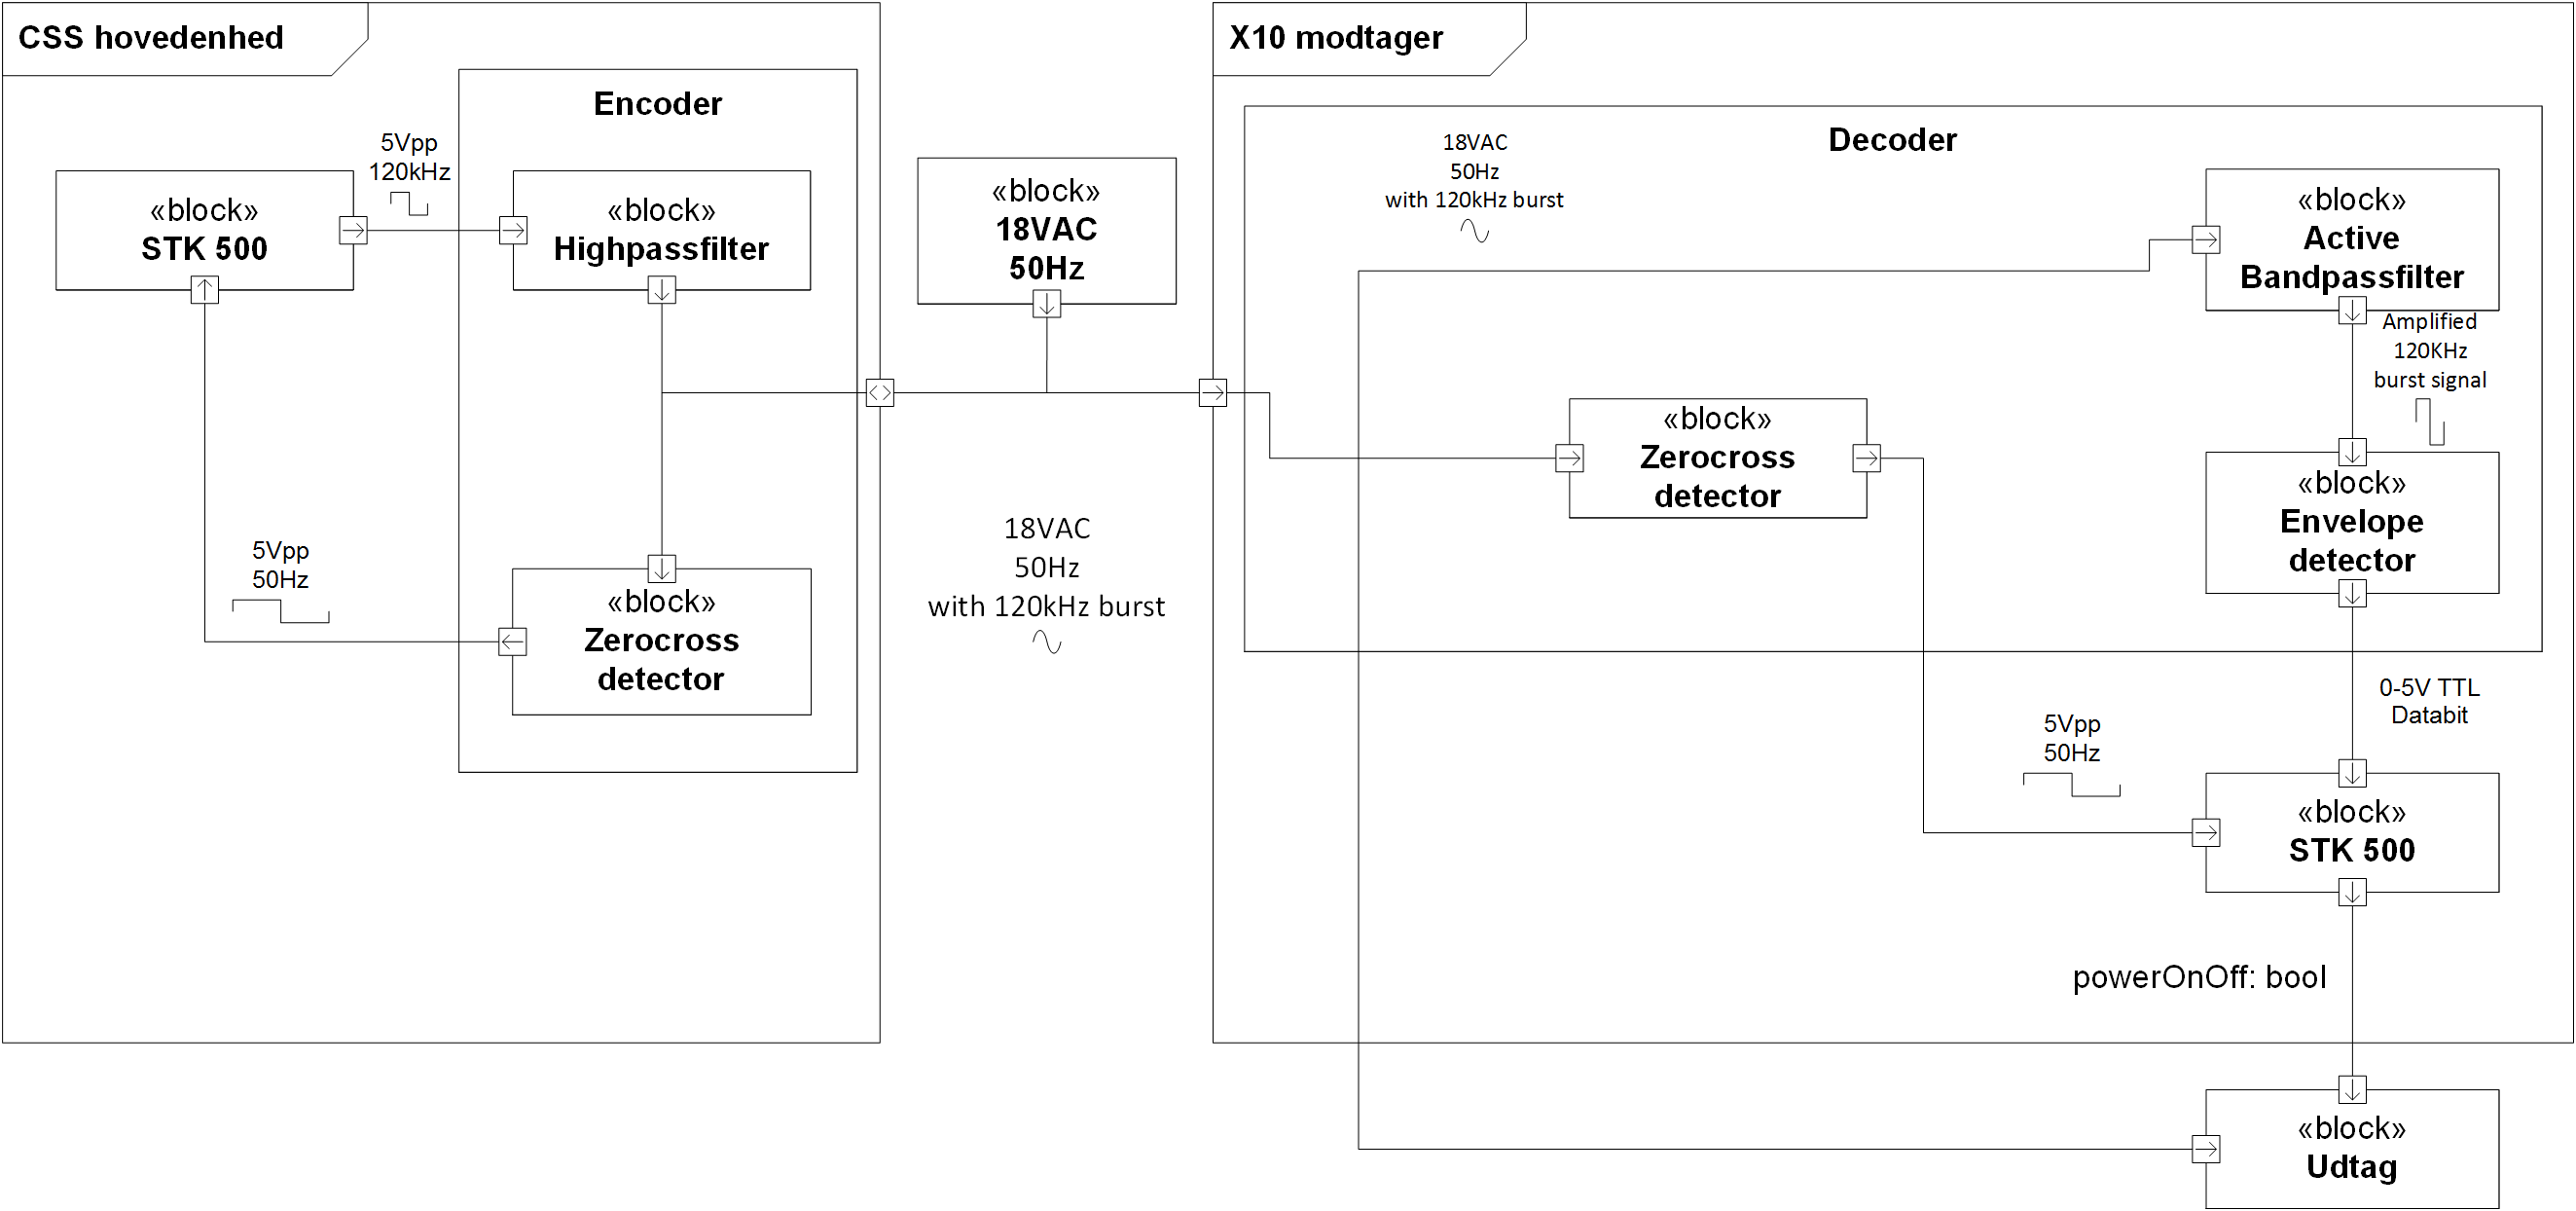 CSS hovedenhed
Encoder
5Vpp
120kHz
«block»
STK 500
«block»
Highpassfilter
5Vpp
50Hz
«block»
Zerocross
detector
«block»
18VAC
50Hz
18VAC
50Hz
with 120kHz burst
X10 modtager
Decoder
18VAC
50Hz
with 120kHz burst
«block»
Active
Bandpassfilter
Amplified
120KHz
burst signal
«block»
Zerocross
detector
«block»
Envelope
detector
0-5V TTL
Databit
5Vpp
50Hz
«block»
STK 500
powerOnOff: bool
«block»
Udtag